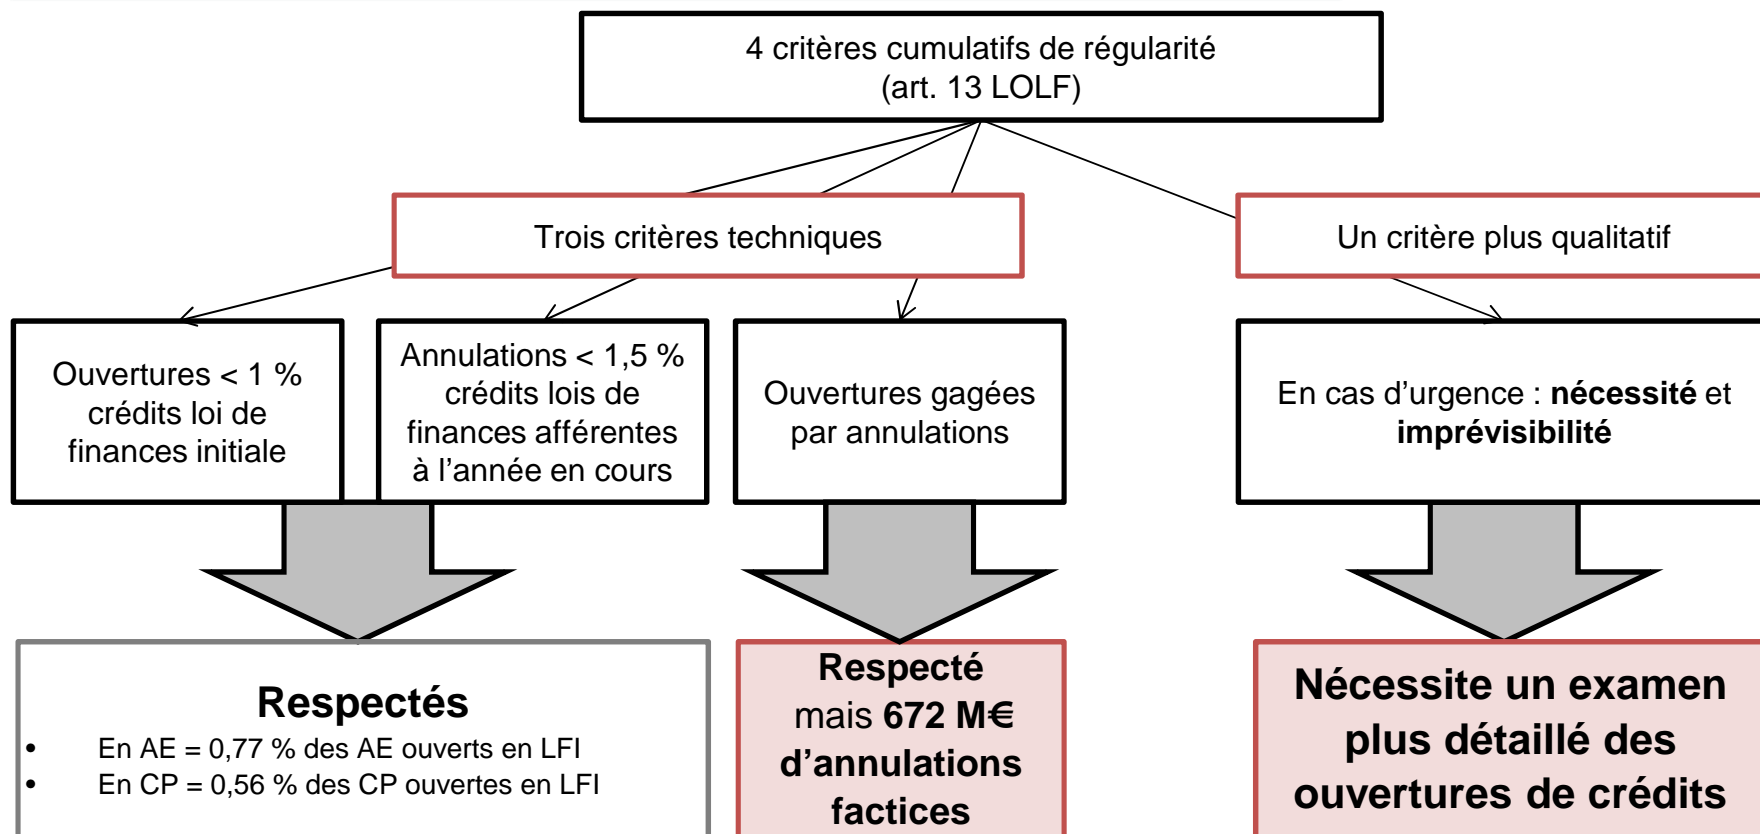 4 critères cumulatifs de régularité
(art. 13 LOLF)
Trois critères techniques
Un critère plus qualitatif
Ouvertures < 1 %
crédits loi de
finances initiale
Annulations < 1,5 %
crédits lois de
finances afférentes
à l’année en cours
Ouvertures gagées
par annulations
En cas d’urgence : nécessité et
imprévisibilité
Respectés
• En AE = 0,77 % des AE ouverts en LFI
• En CP = 0,56 % des CP ouvertes en LFI
Respecté
mais 672 M€
d’annulations
factices
Nécessite un examen
plus détaillé des
ouvertures de crédits